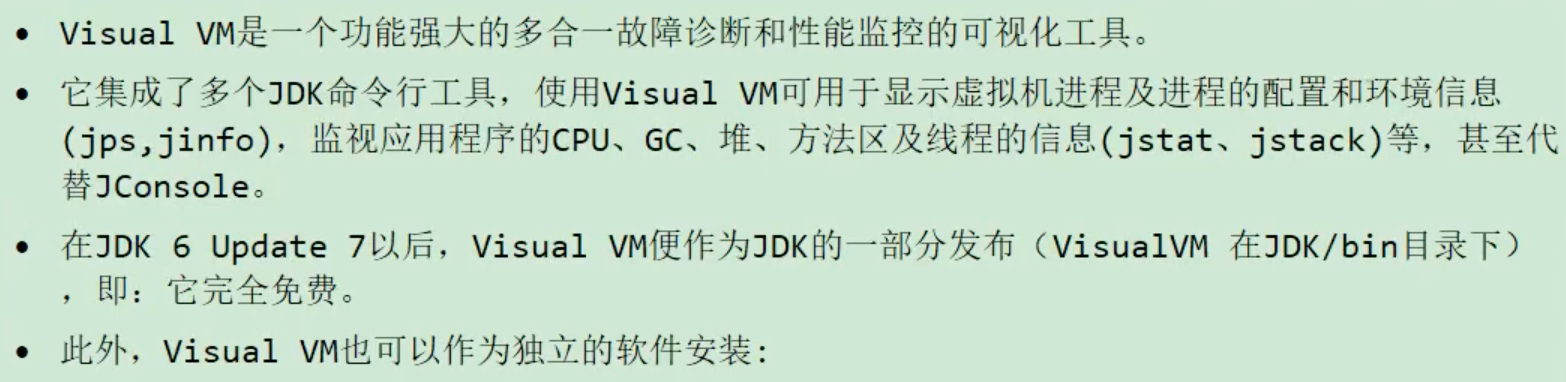 • Visual VM是一个功能强大的多合一故障诊断和性能监控的可视化工具。
• 它集成了多个JDK命令行工具，使用Visual VM可用于显示虚拟机进程及进程的配置和环境信息
(jps,jinfo)，监视应用程序的CPU、GC、堆、方法区及线程的信息(jstat、jstack)等，甚至代
替JConsole。
• 在JDK 6 Update 7以后，Visual VM便作为JDK的一部分发布（VisualVM 在JDK/bin目录下）
，即：它完全免费。
• 此外，Visual VM也可以作为独立的软件安装: